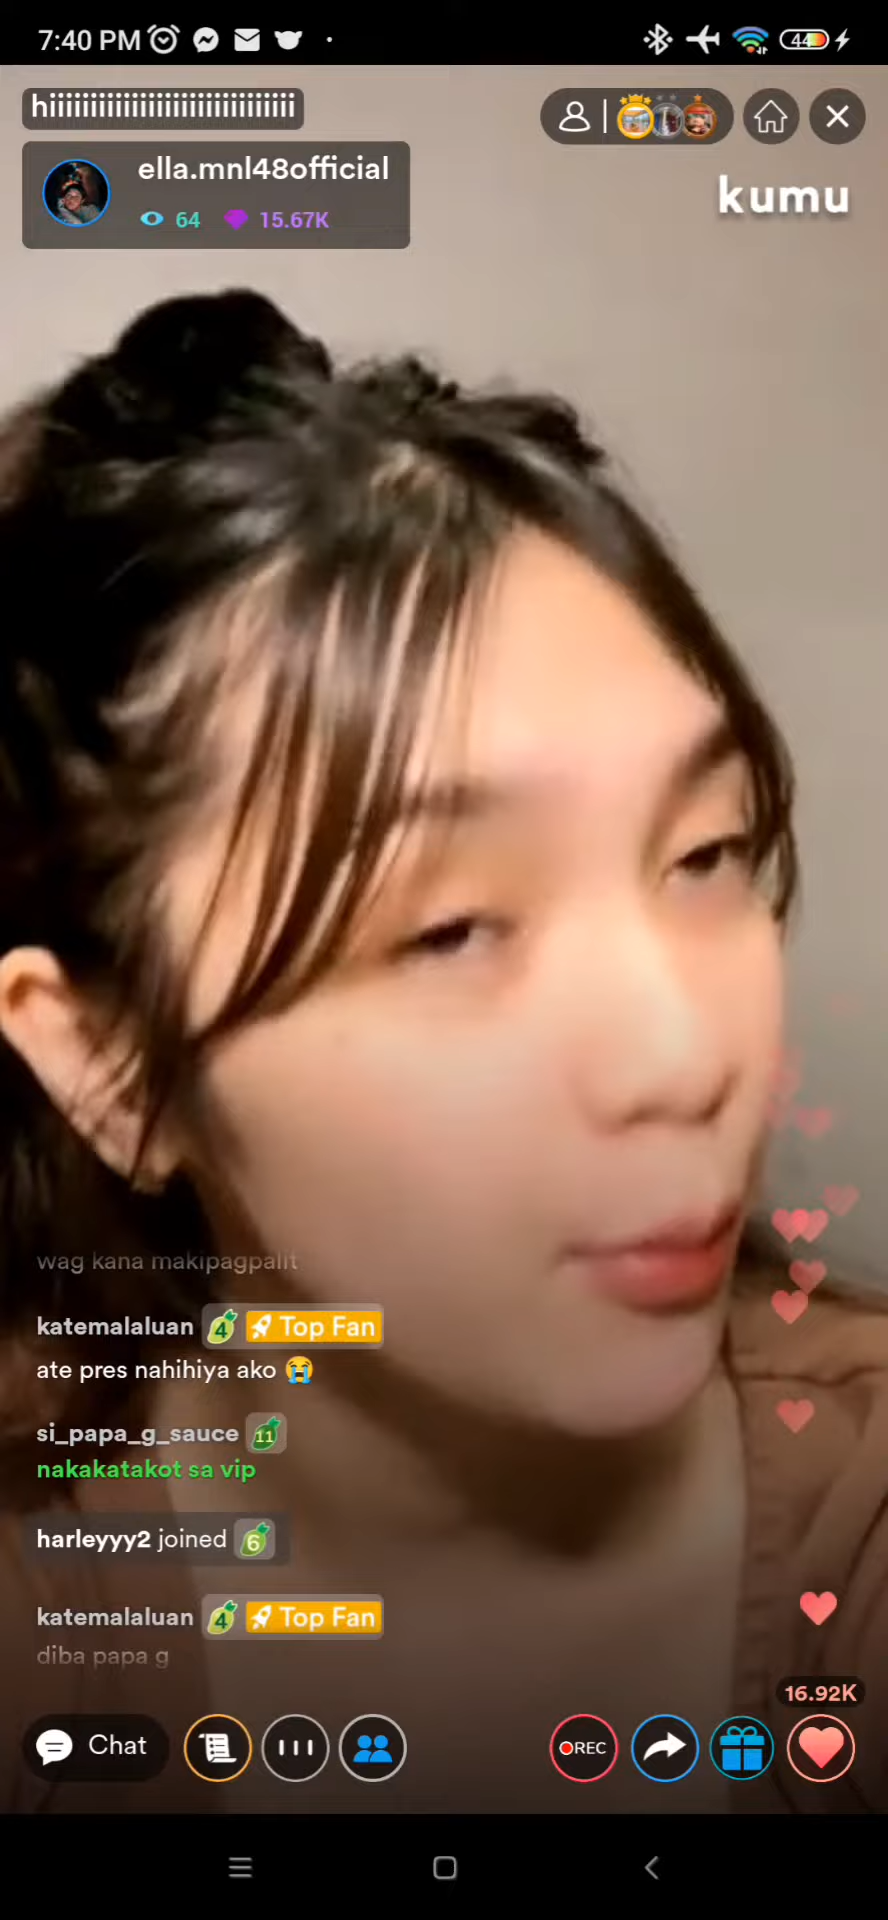 7:40 PM
44
hiiiiiiiiiiiiiiiiiiiiiiiiiiiiii
ella.mnl48official
64 15.67K
kumu
wag kana makipagpalit
katemalaluan 4 Top Fan
ate pres nahihiya ako 😭
si_papa_g_sauce 11
nakakatakot sa vip
harleyyy2 joined 6
katemalaluan 4 Top Fan
diba papa g
16.92K
Chat
REC